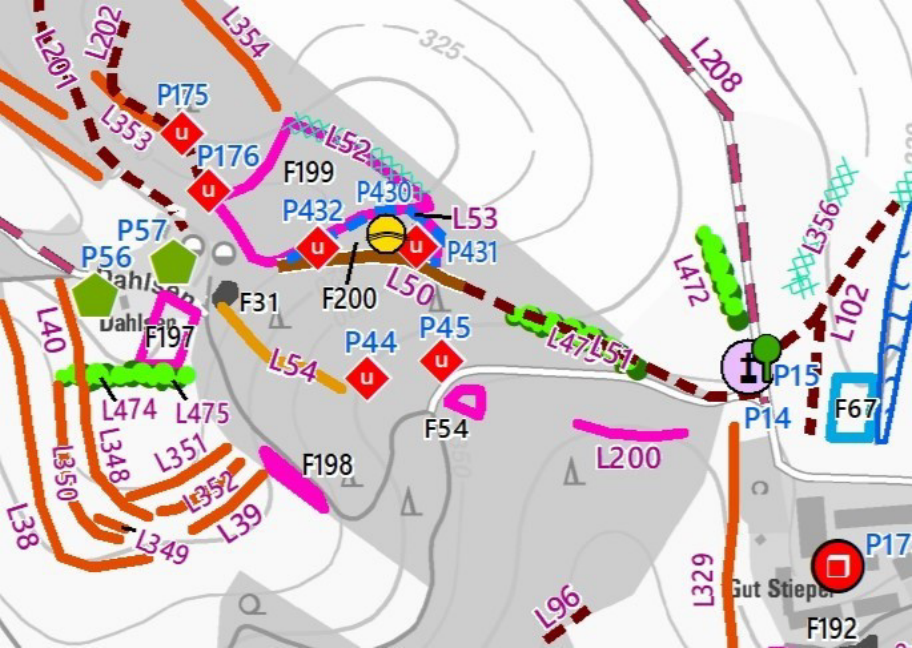 L202
L354
L201
L208
325
P175
L353
P176
L52
F199
P430
P432
L53
P57
P431
L356
P56
L472
Dahlsen
F200
L50
L102
F31
L40
Dahlsen
F197
L47
L51
P44
P45
L54
P15
P14
F67
L474
L475
F54
L351
L200
L350
L348
F198
L352
L38
L39
L349
P17
L329
Gut Stieper
L96
F192